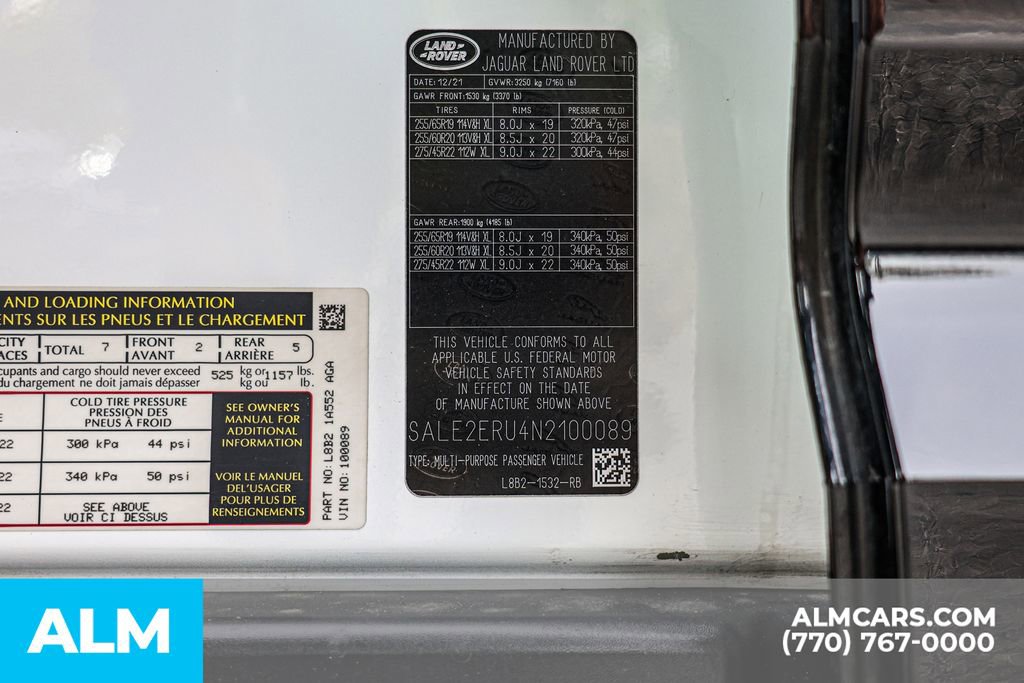 LAND-
-ROVER
MANUFACTURED BY
JAGUAR LAND ROVER LTD
DATE: 12/21 GVWR: 3250 kg (7160 lb)
GAWR FRONT: 1530 kg (3370 lb)
TIRES RIMS PRESSURE (COLD)
255/65R19 114V&H XL 8.0J x 19 320kPa, 47psi
255/60R20 113V&H XL 8.5J x 20 320kPa, 47psi
275/45R22 112W XL 9.0J x 22 300kPa, 44psi
GAWR REAR: 1900 kg (4185 lb)
255/65R19 114V&H XL 8.0J x 19 340kPa, 50psi
255/60R20 113V&H XL 8.5J x 20 340kPa, 50psi
275/45R22 112W XL 9.0J x 22 340kPa, 50psi
THIS VEHICLE CONFORMS TO ALL
APPLICABLE U.S. FEDERAL MOTOR
VEHICLE SAFETY STANDARDS
IN EFFECT ON THE DATE
OF MANUFACTURE SHOWN ABOVE
SALE2ERU4N2100089
TYPE: MULTI-PURPOSE PASSENGER VEHICLE
L8B2-1532-RB
AND LOADING INFORMATION
ENTS SUR LES PNEUS ET LE CHARGEMENT
CITY TOTAL 7 FRONT 2 REAR 5
ACES AVANT ARRIÈRE
cupants and cargo should never exceed 525 kg or 1157 lbs.
du chargement ne doit jamais dépasser kg ou lb.
E COLD TIRE PRESSURE
PRESSION DES
PNEUS À FROID
22 300 kPa 44 psi
22 340 kPa 50 psi
22 SEE ABOVE
VOIR CI DESSUS
SEE OWNER'S
MANUAL FOR
ADDITIONAL
INFORMATION
VOIR LE MANUEL
DEL'USAGER
POUR PLUS DE
RENSEIGNEMENTS
PART NO: L8B2 1A552 AGA
VIN NO: 100089
ALM
ALMCARS.COM
(770) 767-0000